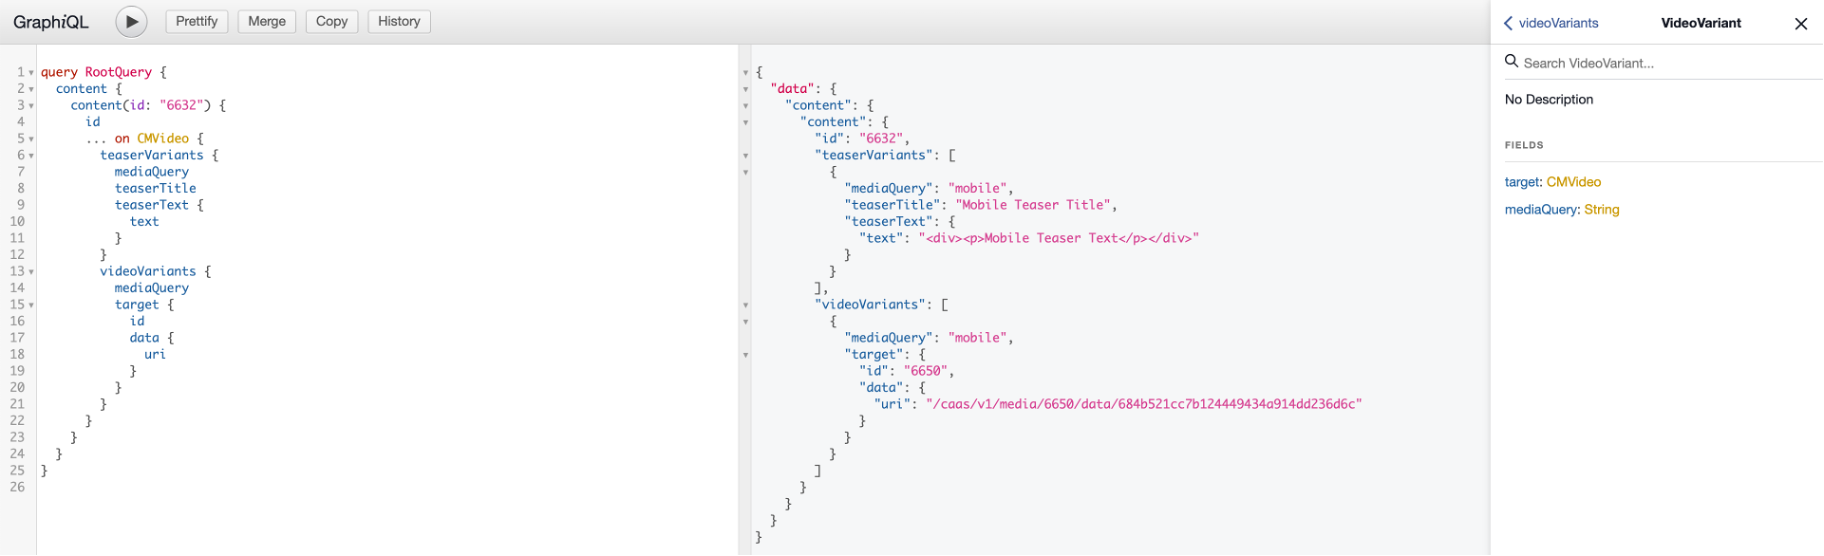 GraphiQL Prettify Merge Copy History
1 query RootQuery {
2 content {
3 content(id: "6632") {
4 id
5 ... on CMVideo {
6 teaserVariants {
7 mediaQuery
8 teaserTitle
9 teaserText {
10 text
11 }
12 }
13 videoVariants {
14 mediaQuery
15 target {
16 id
17 data {
18 uri
19 }
20 }
21 }
22 }
23 }
24 }
25 }
26
{
"data": {
"content": {
"content": {
"id": "6632",
"teaserVariants": [
{
"mediaQuery": "mobile",
"teaserTitle": "Mobile Teaser Title",
"teaserText": {
"text": "<div><p>Mobile Teaser Text</p></div>"
}
}
],
"videoVariants": [
{
"mediaQuery": "mobile",
"target": {
"id": "6650",
"data": {
"uri": "/caas/v1/media/6650/data/684b521cc7b124449434a914dd236d6c"
}
}
}
]
}
}
}
}
videoVariants VideoVariant
Search VideoVariant...
No Description
FIELDS
target: CMVideo
mediaQuery: String